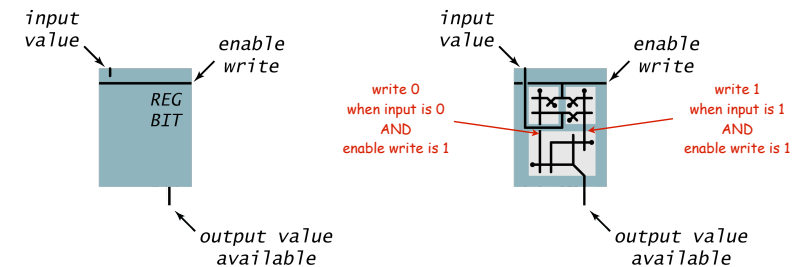 input
value
enable
write
REG
BIT
output value
available
input
value
enable
write
write 0
when input is 0
AND
enable write is 1
write 1
when input is 1
AND
enable write is 1
output value
available